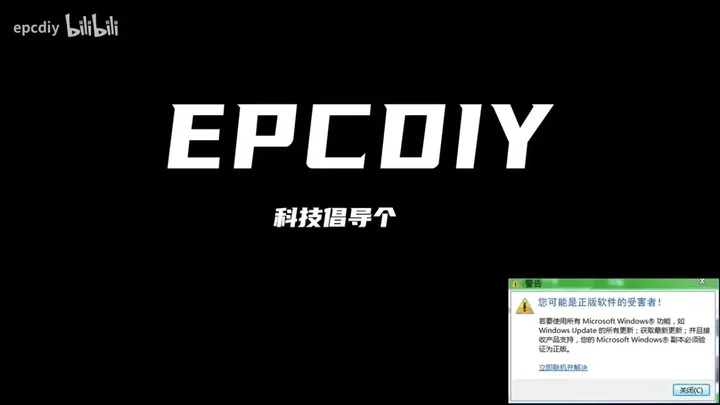 epcdiy bilibili
EPCDIY
科技倡导个
警告
您可能是正版软件的受害者！
若要使用所有 Microsoft Windows® 功能，如
Windows Update 的所有更新；获取最新更新；并且接
收产品支持，您的 Microsoft Windows® 副本必须验
证为正版。
立即联机并解决
关闭(C)